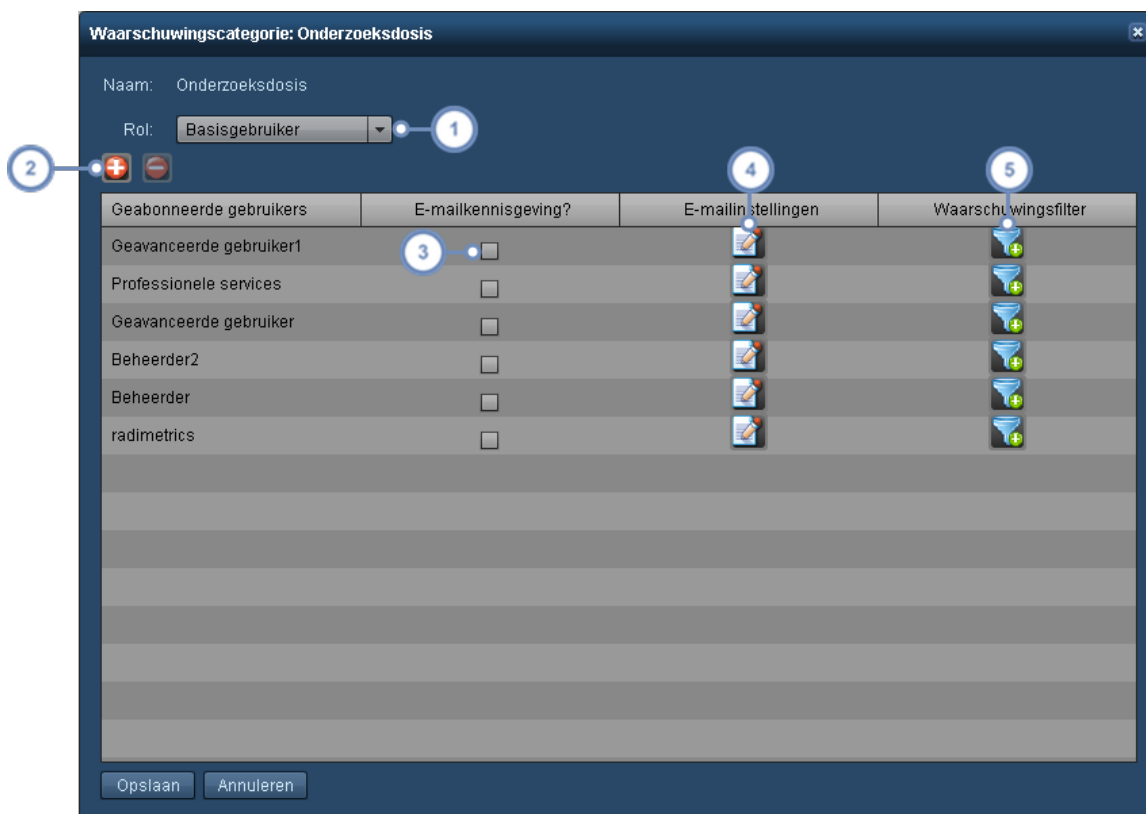 Waarschuwingscategorie: Onderzoeksdosis
Naam: Onderzoeksdosis
Rol: Basisgebruiker 1
2
4 5
Geabonneerde gebruikers E-mailkennisgeving? E-mailinstellingen Waarschuwingsfilter
Geavanceerde gebruiker1 3
Professionele services
Geavanceerde gebruiker
Beheerder2
Beheerder
radimetrics
Opslaan Annuleren